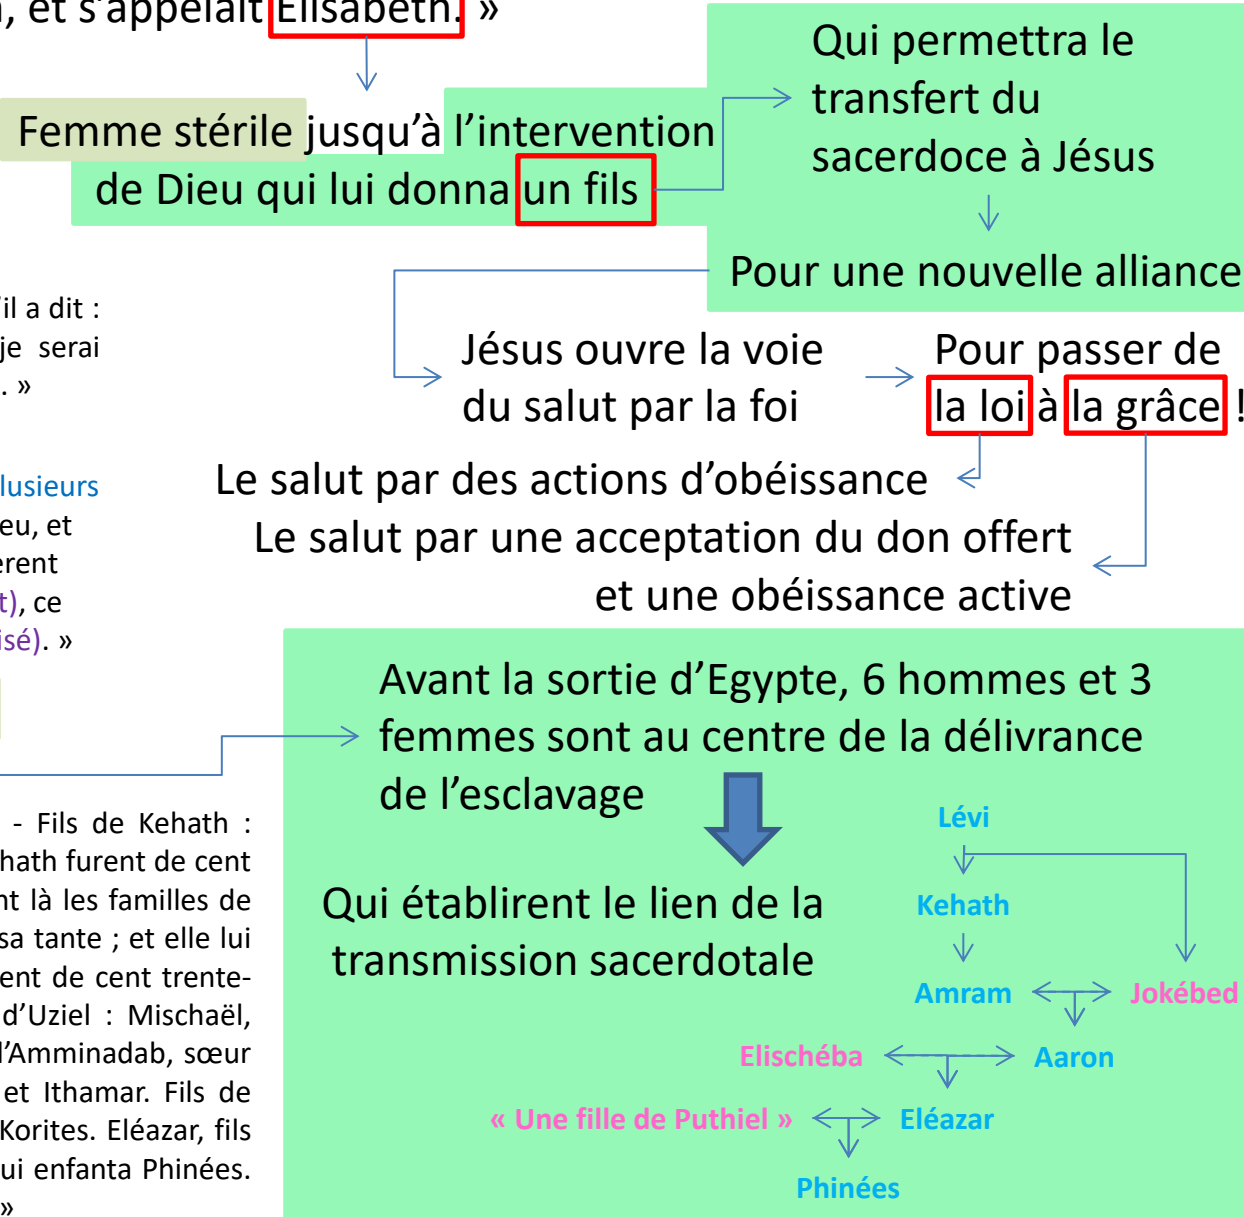 , et s'appelait Elisabeth. »
Femme stérile jusqu'à l'intervention
de Dieu qui lui donna un fils
Qui permettra le
transfert du
sacerdoce à Jésus
Pour une nouvelle alliance
il a dit :
je serai
. »
Jésus ouvre la voie
du salut par la foi
Pour passer de
la loi à la grâce !
Le salut par des actions d'obéissance
Le salut par une acceptation du don offert
et une obéissance active
lusieurs
eu, et
èrent
t), ce
isé). »
Avant la sortie d'Egypte, 6 hommes et 3
femmes sont au centre de la délivrance
de l'esclavage
Qui établirent le lien de la
transmission sacerdotale
- Fils de Kehath :
hath furent de cent
nt là les familles de
sa tante ; et elle lui
ent de cent trente-
d'Uziel : Mischaël,
d'Amminadab, sœur
et Ithamar. Fils de
Korites. Eléazar, fils
ui enfanta Phinées.
»
Lévi
Kehath
Amram Jokébed
Elischéba Aaron
« Une fille de Puthiel » Eléazar
Phinées